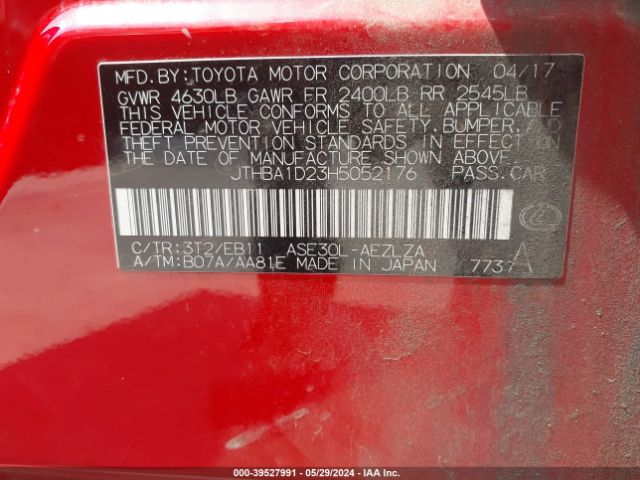 MFD. BY: TOYOTA MOTOR CORPORATION 04/17
GVWR 4630LB GAWR FR 2400LB RR 2545LB
THIS VEHICLE CONFORMS TO ALL APPLICABLE
FEDERAL MOTOR VEHICLE SAFETY, BUMPER, AND
THEFT PREVENTION STANDARDS IN EFFECT ON
THE DATE OF MANUFACTURE SHOWN ABOVE.
JTHBA1D23H5052176 PASS.CAR
C/TR: 3T2/EB11 ASE30L-AEZLZA
A/TM: B07A/AA81E MADE IN JAPAN 7737
A
000-39527991 - 05/29/2024 - IAA Inc.